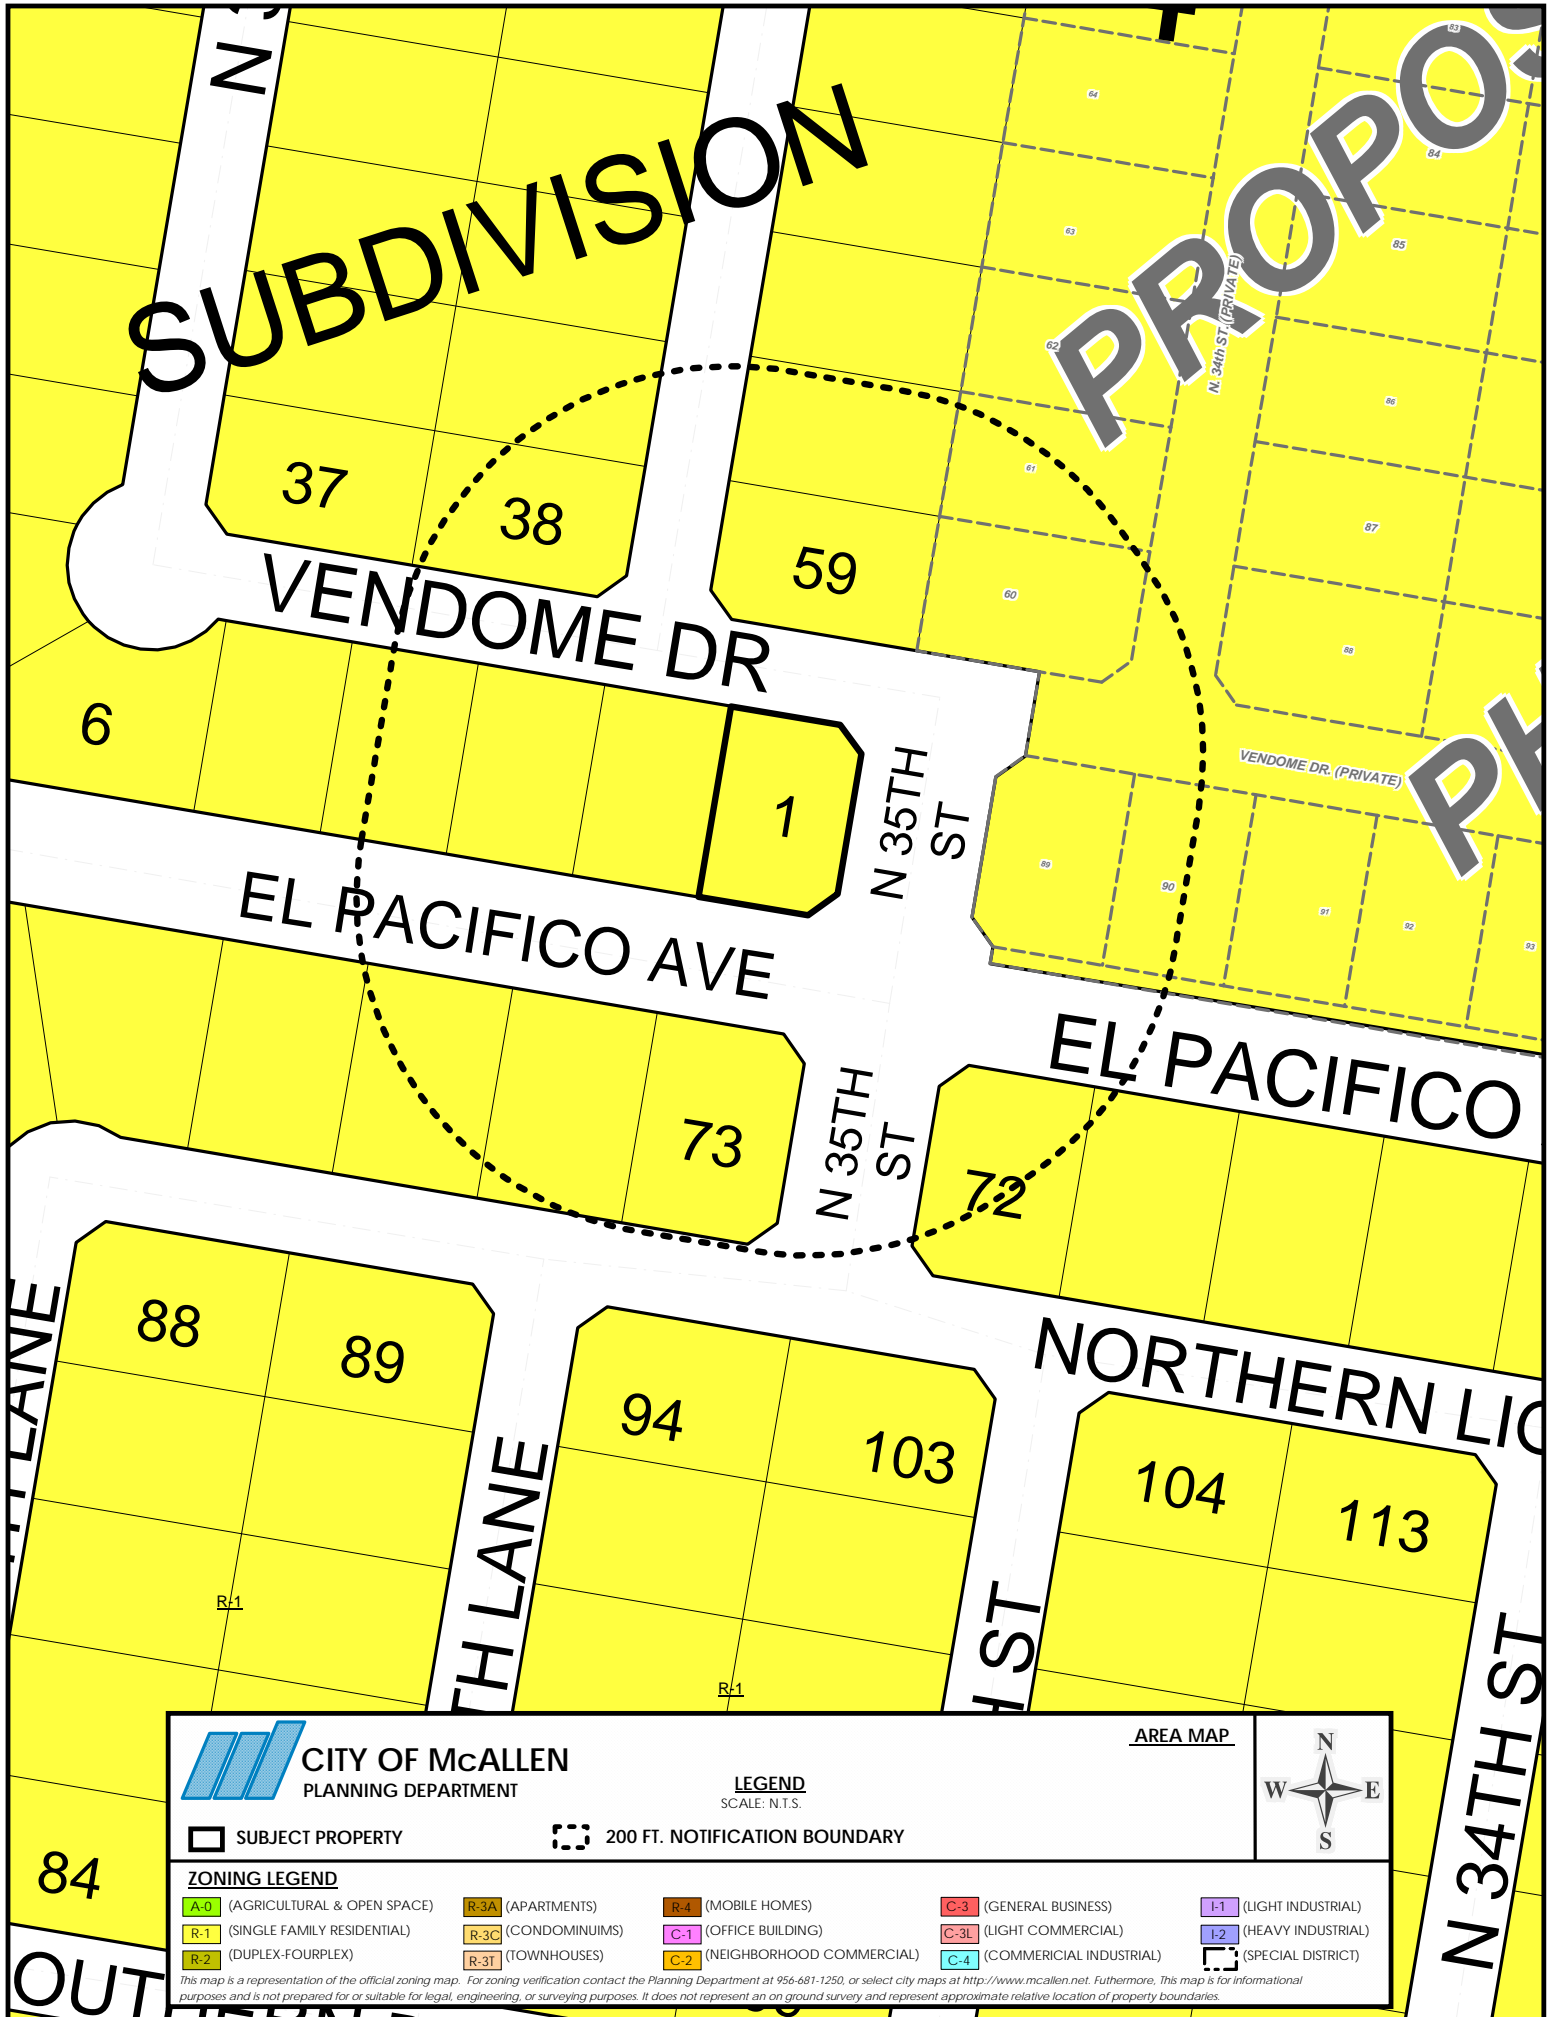 N
SUBDIVISION
PROPOS
PH
64
63
62
61
60
83
84
85
86
87
88
89
90
91
92
93
N. 34th ST. (PRIVATE)
VENDOME DR. (PRIVATE)
37
38
59
VENDOME DR
6
1
N 35TH
ST
EL PACIFICO AVE
EL PACIFICO
N 35TH
ST
73
72
NORTHERN LIG
88
89
94
103
104
113
LANE
TH LANE
H ST
N 34TH ST
R-1
R-1
84
CITY OF McALLEN
PLANNING DEPARTMENT
AREA MAP
LEGEND
SCALE: N.T.S.
N
W E
S
SUBJECT PROPERTY
200 FT. NOTIFICATION BOUNDARY
ZONING LEGEND
A-0 (AGRICULTURAL & OPEN SPACE)
R-1 (SINGLE FAMILY RESIDENTIAL)
R-2 (DUPLEX-FOURPLEX)
R-3A (APARTMENTS)
R-3C (CONDOMINUIMS)
R-3T (TOWNHOUSES)
R-4 (MOBILE HOMES)
C-1 (OFFICE BUILDING)
C-2 (NEIGHBORHOOD COMMERCIAL)
C-3 (GENERAL BUSINESS)
C-3L (LIGHT COMMERCIAL)
C-4 (COMMERICIAL INDUSTRIAL)
I-1 (LIGHT INDUSTRIAL)
I-2 (HEAVY INDUSTRIAL)
(SPECIAL DISTRICT)
This map is a representation of the official zoning map. For zoning verification contact the Planning Department at 956-681-1250, or select city maps at http://www.mcallen.net. Futhermore, This map is for informational
purposes and is not prepared for or suitable for legal, engineering, or surveying purposes. It does not represent an on ground survey and represent approximate relative location of property boundaries.